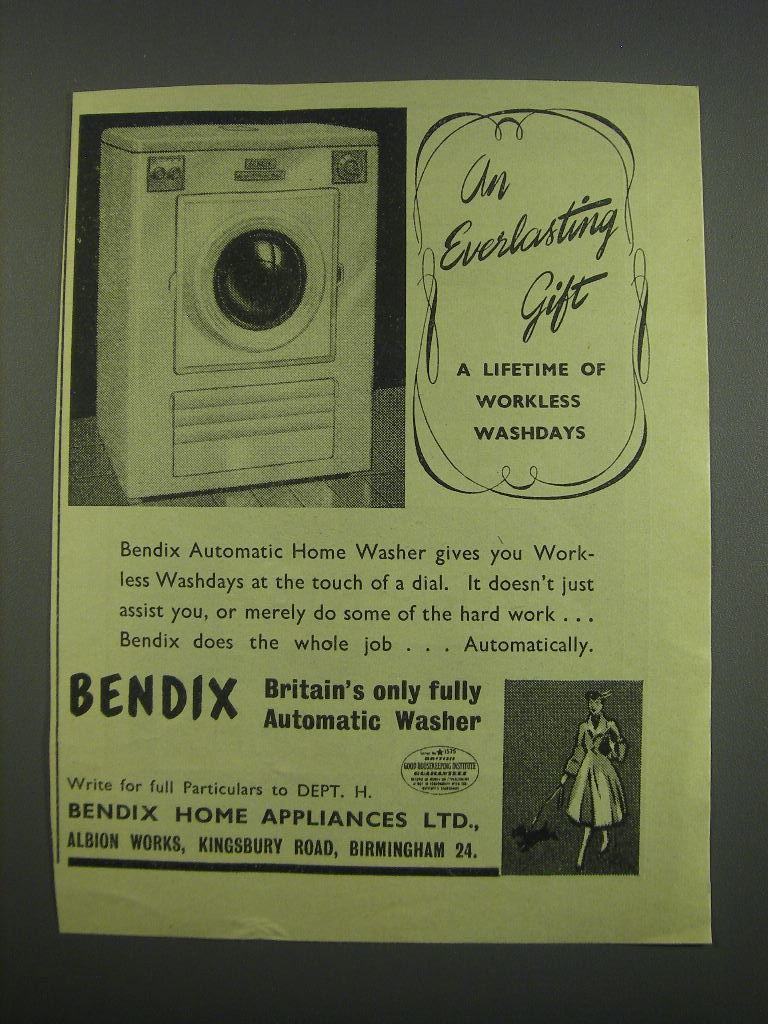 An
Everlasting
Gift
A LIFETIME OF
WORKLESS
WASHDAYS
Bendix Automatic Home Washer gives you Work-
less Washdays at the touch of a dial. It doesn't just
assist you, or merely do some of the hard work . . .
Bendix does the whole job . . . Automatically.
BENDIX
Britain's only fully
Automatic Washer
GOOD HOUSEKEEPING INSTITUTE
GUARANTEES
Write for full Particulars to DEPT. H.
BENDIX HOME APPLIANCES LTD.,
ALBION WORKS, KINGSBURY ROAD, BIRMINGHAM 24.